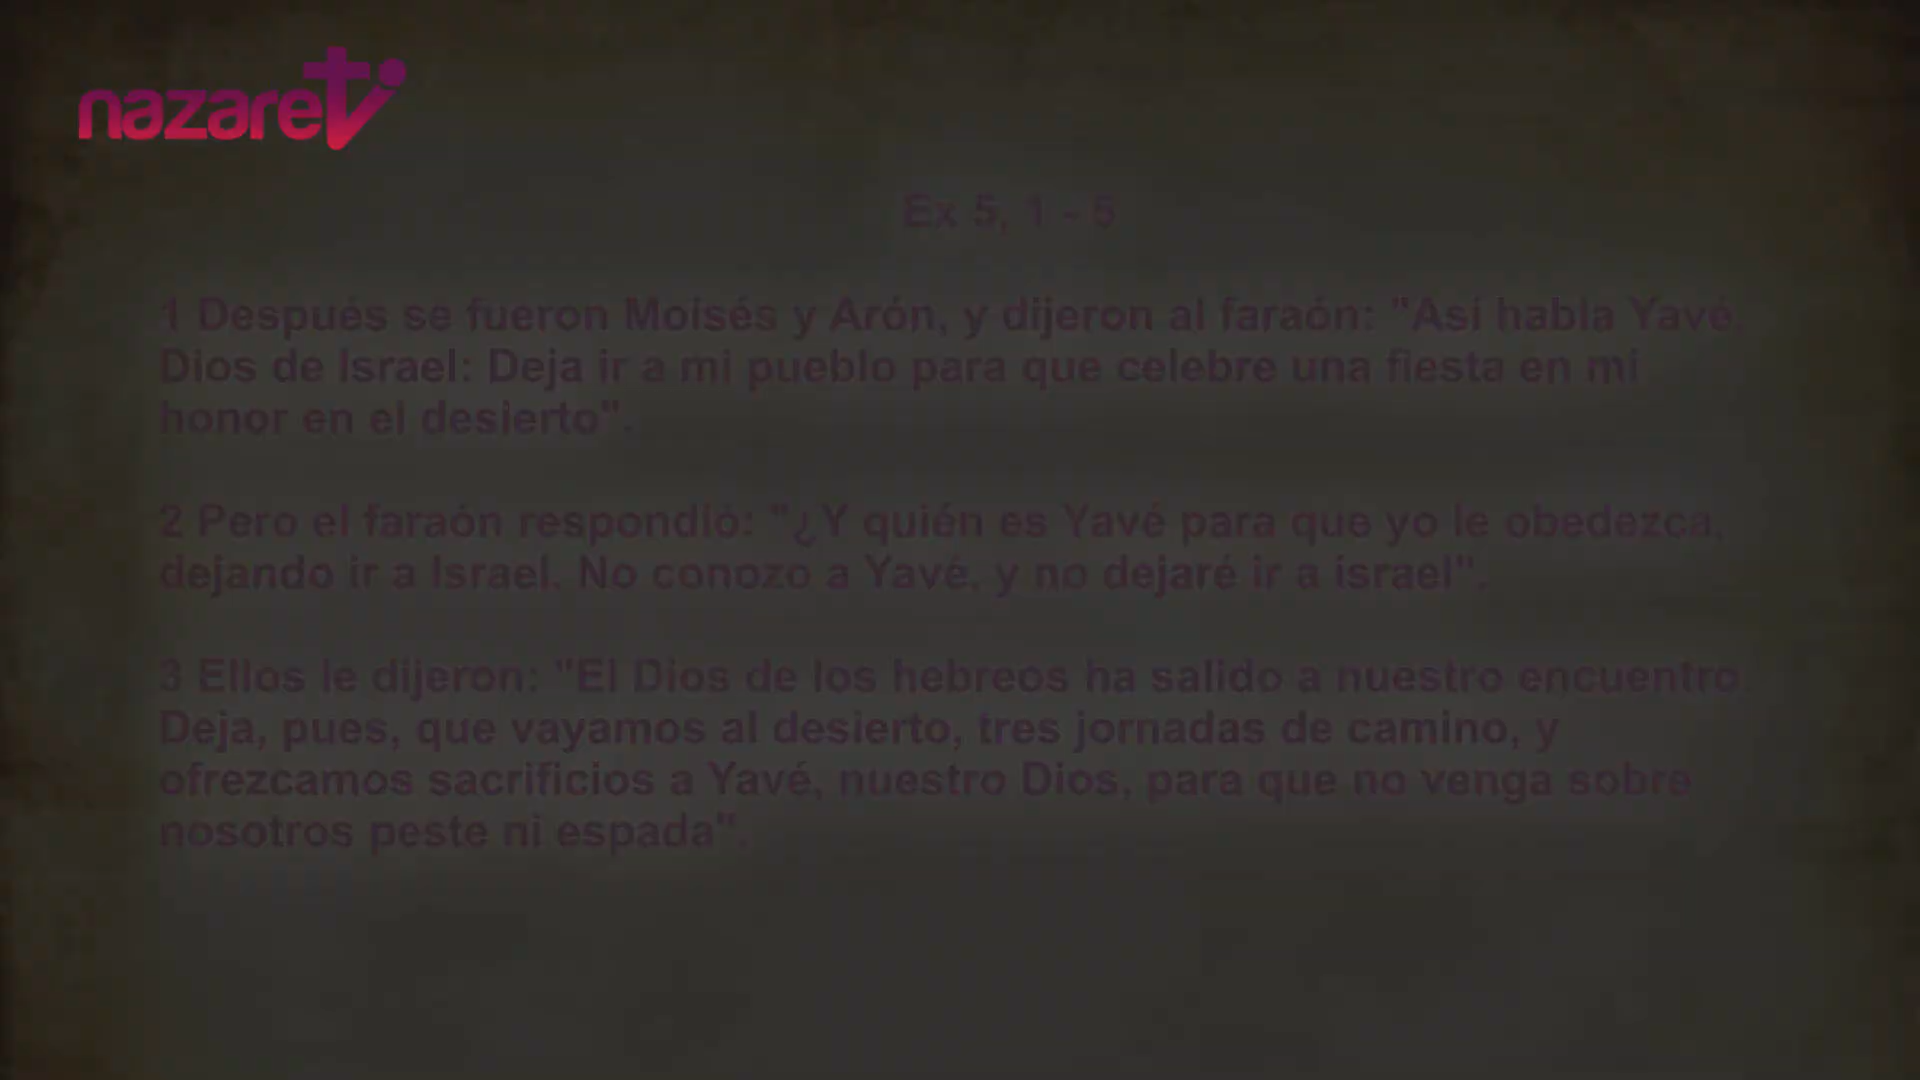 nazaretv
Ex 5, 1 - 5
1 Después se fueron Moisés y Arón, y dijeron al faraón: "Así habla Yavé,
Dios de Israel: Deja ir a mi pueblo para que celebre una fiesta en mi
honor en el desierto".
2 Pero el faraón respondió: "¿Y quién es Yavé para que yo le obedezca,
dejando ir a Israel. No conozo a Yavé, y no dejaré ir a israel".
3 Ellos le dijeron: "El Dios de los hebreos ha salido a nuestro encuentro.
Deja, pues, que vayamos al desierto, tres jornadas de camino, y
ofrezcamos sacrificios a Yavé, nuestro Dios, para que no venga sobre
nosotros peste ni espada".